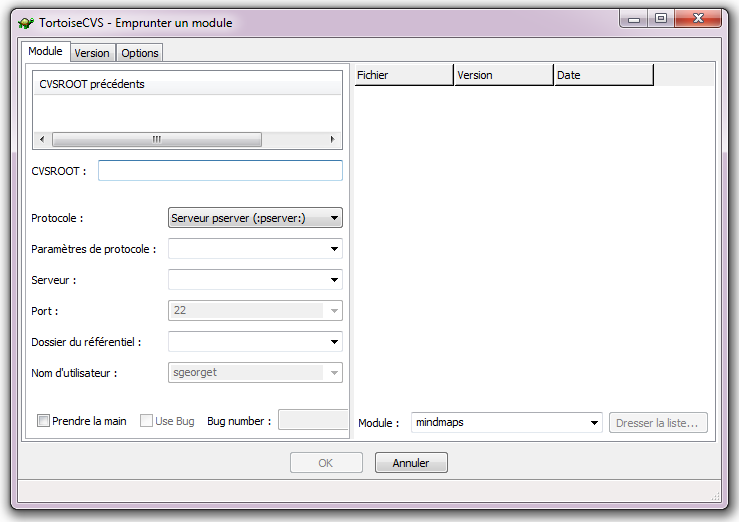 TortoiseCVS - Emprunter un module
Module Version Options
CVSROOT précédents
CVSROOT :
Protocole : Serveur pserver (:pserver:)
Paramètres de protocole :
Serveur :
Port : 22
Dossier du référentiel :
Nom d'utilisateur : sgeorget
Prendre la main Use Bug Bug number :
Fichier Version Date
Module : mindmaps Dresser la liste...
OK Annuler